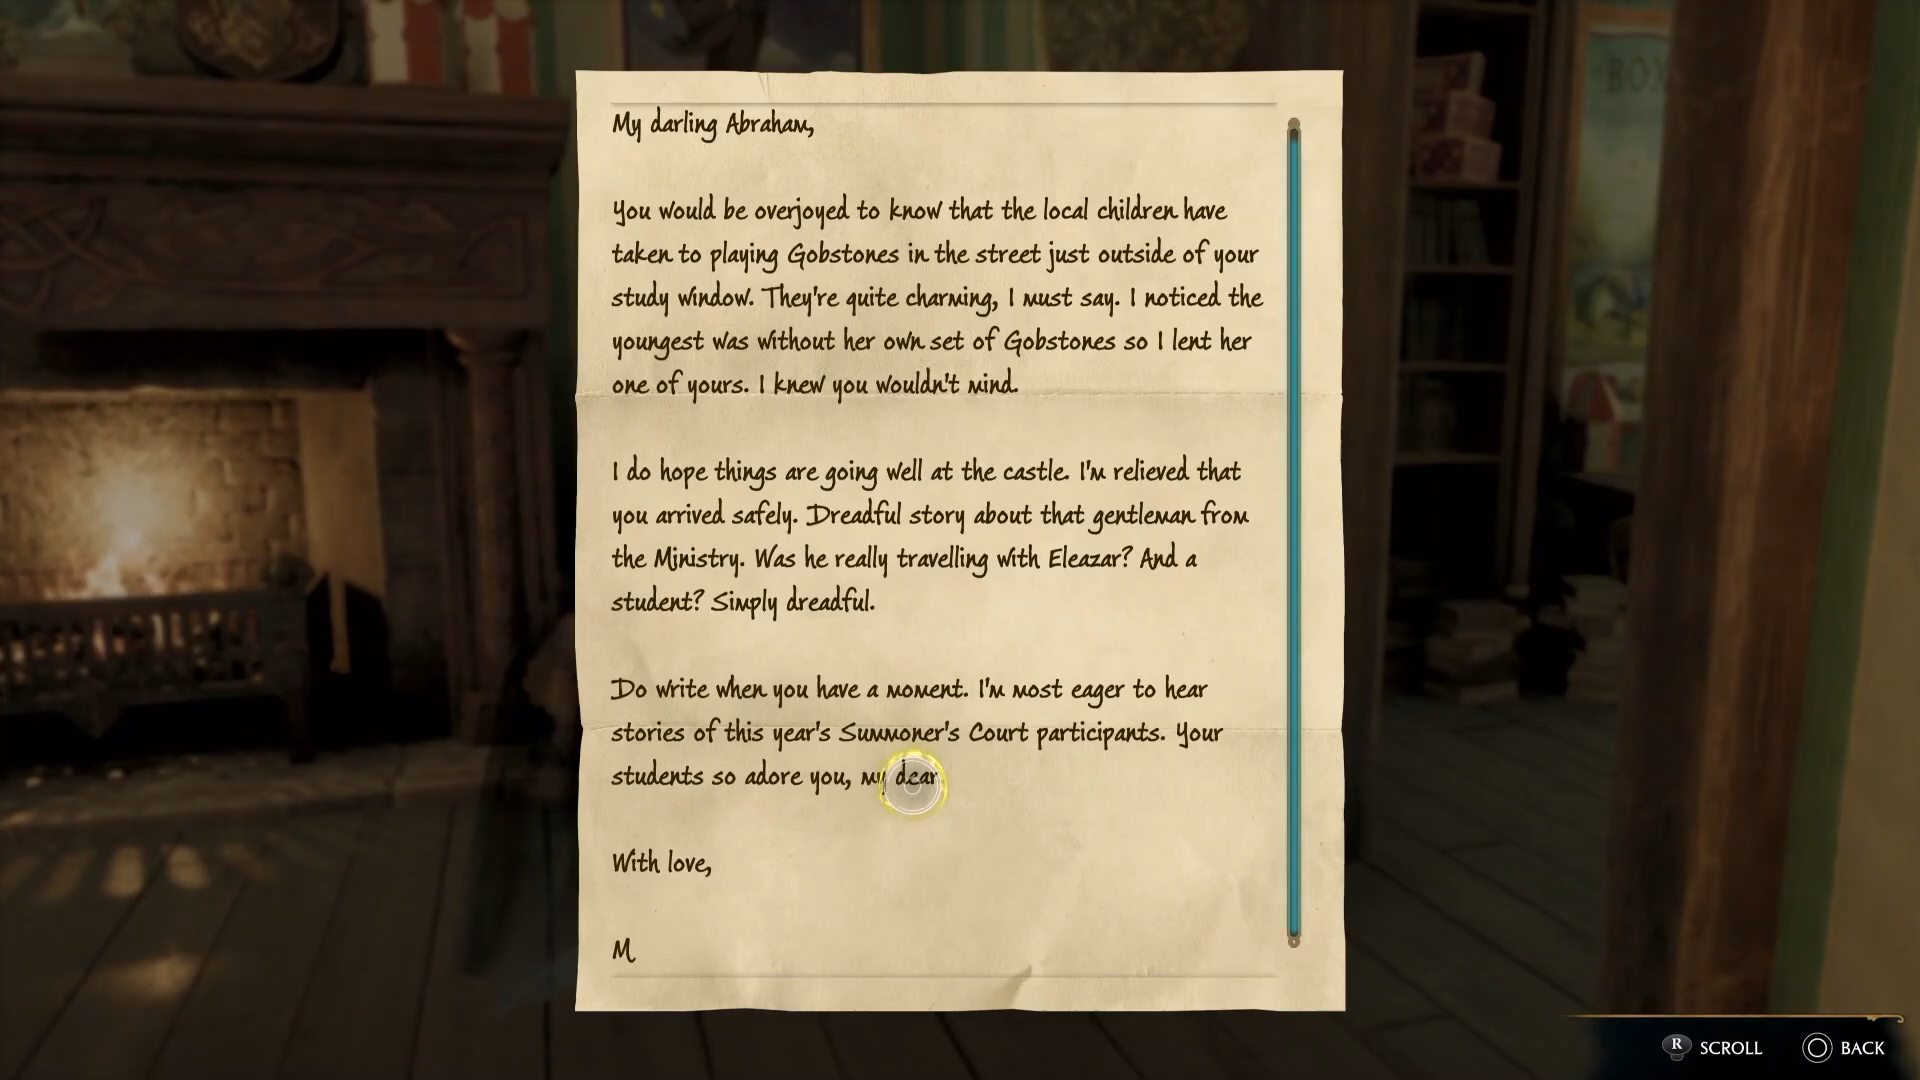 My darling Abraham,
You would be overjoyed to know that the local children have
taken to playing Gobstones in the street just outside of your
study window. They're quite charming, I must say. I noticed the
youngest was without her own set of Gobstones so I lent her
one of yours. I knew you wouldn't mind.
I do hope things are going well at the castle. I'm relieved that
you arrived safely. Dreadful story about that gentleman from
the Ministry. Was he really travelling with Eleazar? And a
student? Simply dreadful.
Do write when you have a moment. I'm most eager to hear
stories of this year's Summoner's Court participants. Your
students so adore you, my dear.
With love,
M
BOX
R SCROLL
BACK